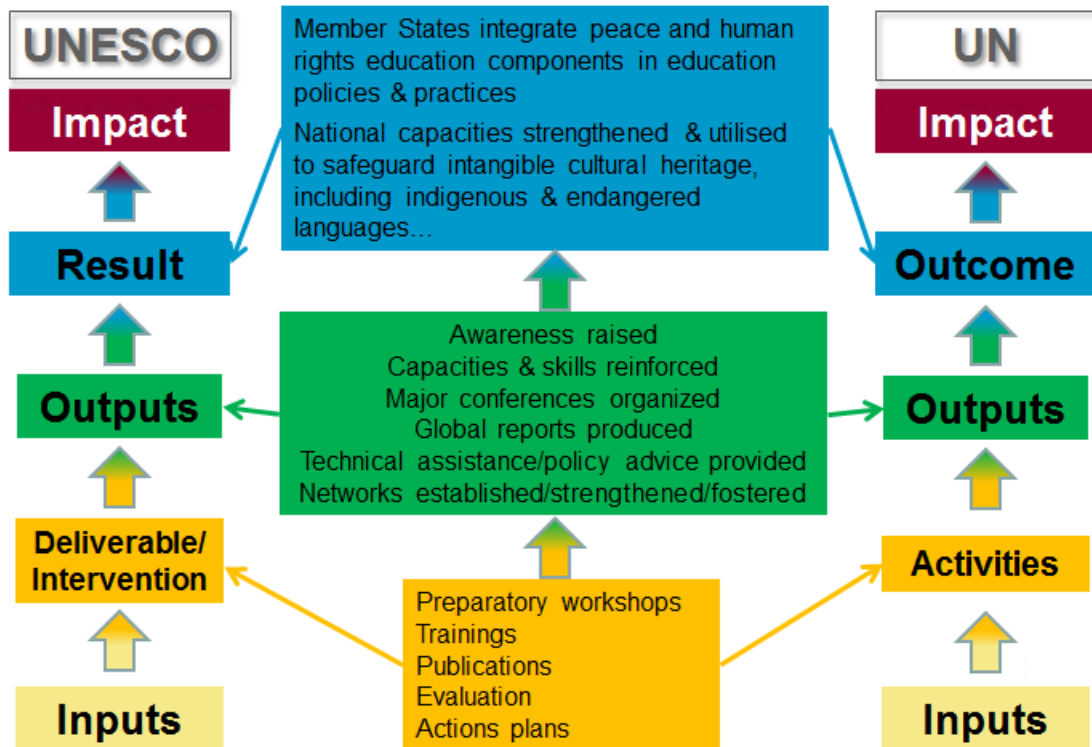 UNESCO
Impact
Result
Outputs
Deliverable/
Intervention
Inputs
Member States integrate peace and human
rights education components in education
policies & practices
National capacities strengthened & utilised
to safeguard intangible cultural heritage,
including indigenous & endangered
languages…
Awareness raised
Capacities & skills reinforced
Major conferences organized
Global reports produced
Technical assistance/policy advice provided
Networks established/strengthened/fostered
Preparatory workshops
Trainings
Publications
Evaluation
Actions plans
UN
Impact
Outcome
Outputs
Activities
Inputs